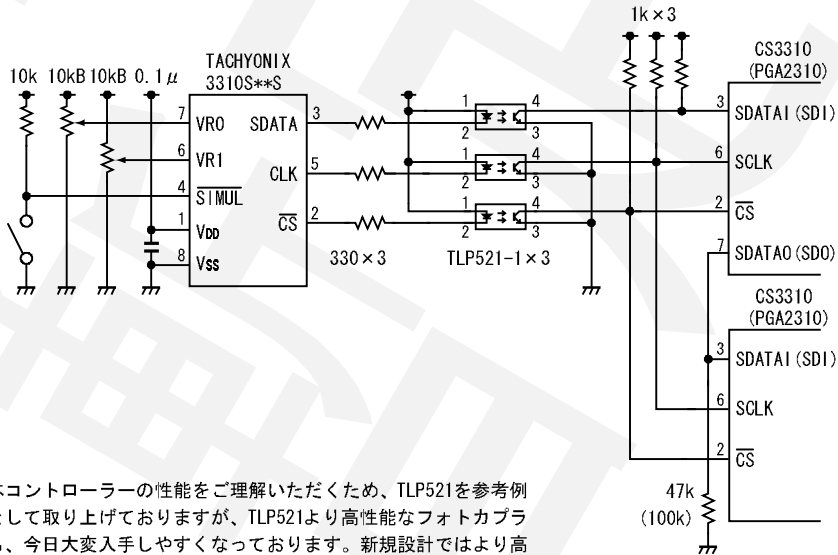 1k×3
CS3310
(PGA2310)
TACHYONIX
3310S**S
10k 10kB 10kB 0.1μ
7 VR0 SDATA 3
6 VR1
4 SIMUL CLK 5
1 VDD CS 2
8 VSS
330×3
1 4
2 3
1 4
2 3
1 4
2 3
TLP521-1×3
3 SDATAI(SDI)
6 SCLK
2 CS
7 SDATAO(SDO)
CS3310
(PGA2310)
3 SDATAI(SDI)
6 SCLK
2 CS
47k
(100k)
コントローラーの性能をご理解いただくため、TLP521を参考例
して取り上げておりますが、TLP521より高性能なフォトカプラ
、今日大変入手しやすくなっております。新規設計ではより高